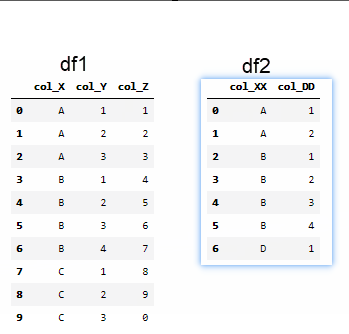 df1
col_X col_Y col_Z
0 A 1 1
1 A 2 2
2 A 3 3
3 B 1 4
4 B 2 5
5 B 3 6
6 B 4 7
7 C 1 8
8 C 2 9
9 C 3 0
df2
col_XX col_DD
0 A 1
1 A 2
2 B 1
3 B 2
4 B 3
5 B 4
6 D 1